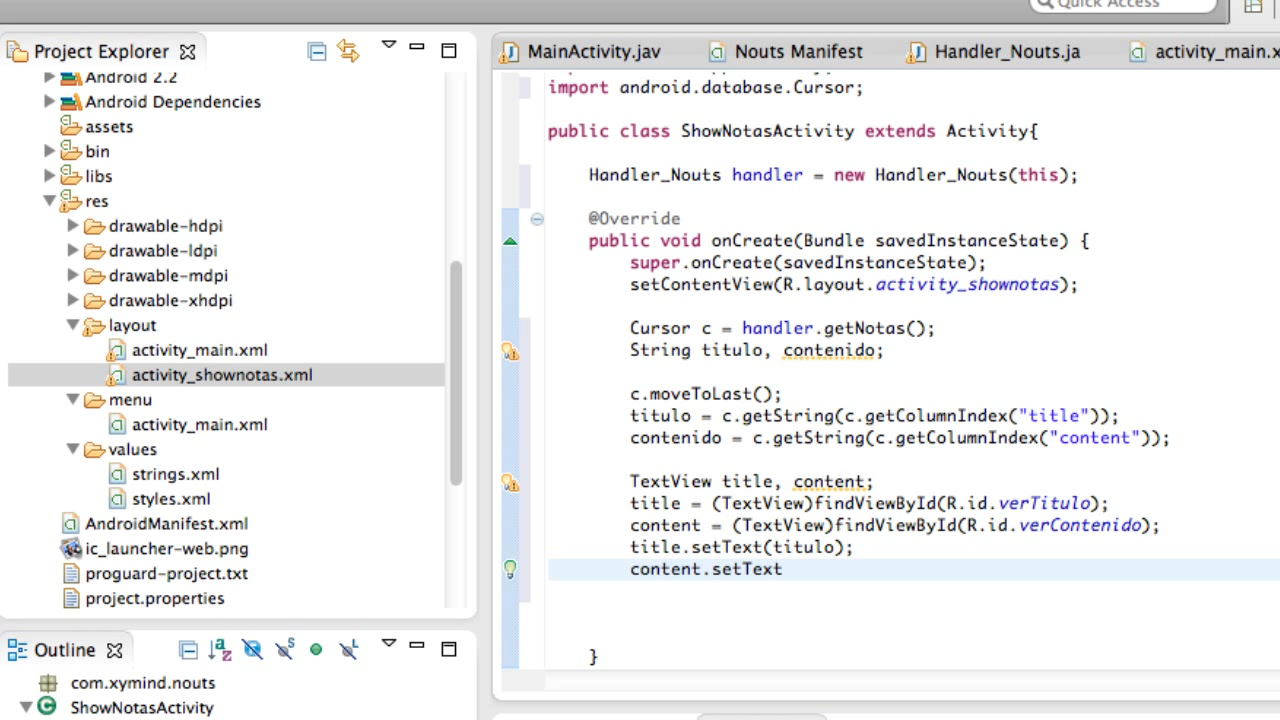 Quick Access
Project Explorer
Android 2.2
Android Dependencies
assets
bin
libs
res
drawable-hdpi
drawable-ldpi
drawable-mdpi
drawable-xhdpi
layout
activity_main.xml
activity_shownotas.xml
menu
activity_main.xml
values
strings.xml
styles.xml
AndroidManifest.xml
ic_launcher-web.png
proguard-project.txt
project.properties
Outline
com.xymind.nouts
ShowNotasActivity
MainActivity.jav
Nouts Manifest
Handler_Nouts.ja
activity_main.x
import android.database.Cursor;
public class ShowNotasActivity extends Activity{
Handler_Nouts handler = new Handler_Nouts(this);
@Override
public void onCreate(Bundle savedInstanceState) {
super.onCreate(savedInstanceState);
setContentView(R.layout.activity_shownotas);
Cursor c = handler.getNotas();
String titulo, contenido;
c.moveToLast();
titulo = c.getString(c.getColumnIndex("title"));
contenido = c.getString(c.getColumnIndex("content"));
TextView title, content;
title = (TextView)findViewById(R.id.verTitulo);
content = (TextView)findViewById(R.id.verContenido);
title.setText(titulo);
content.setText
}